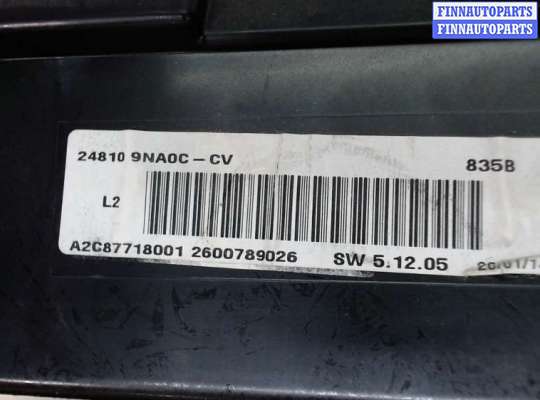 FINNAUTOPARTS
FINNAUTOPARTS
24810 9NA0C-CV 835B
L2
A2C87718001 2600789026 SW 5.12.05